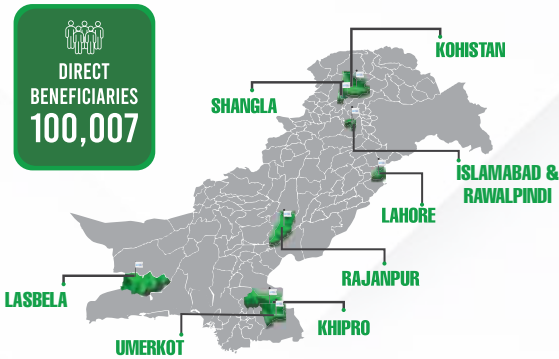 DIRECT
BENEFICIARIES
100,007
KOHISTAN
SHANGLA
ISLAMABAD &
RAWALPINDI
LAHORE
RAJANPUR
LASBELA
KHIPRO
UMERKOT